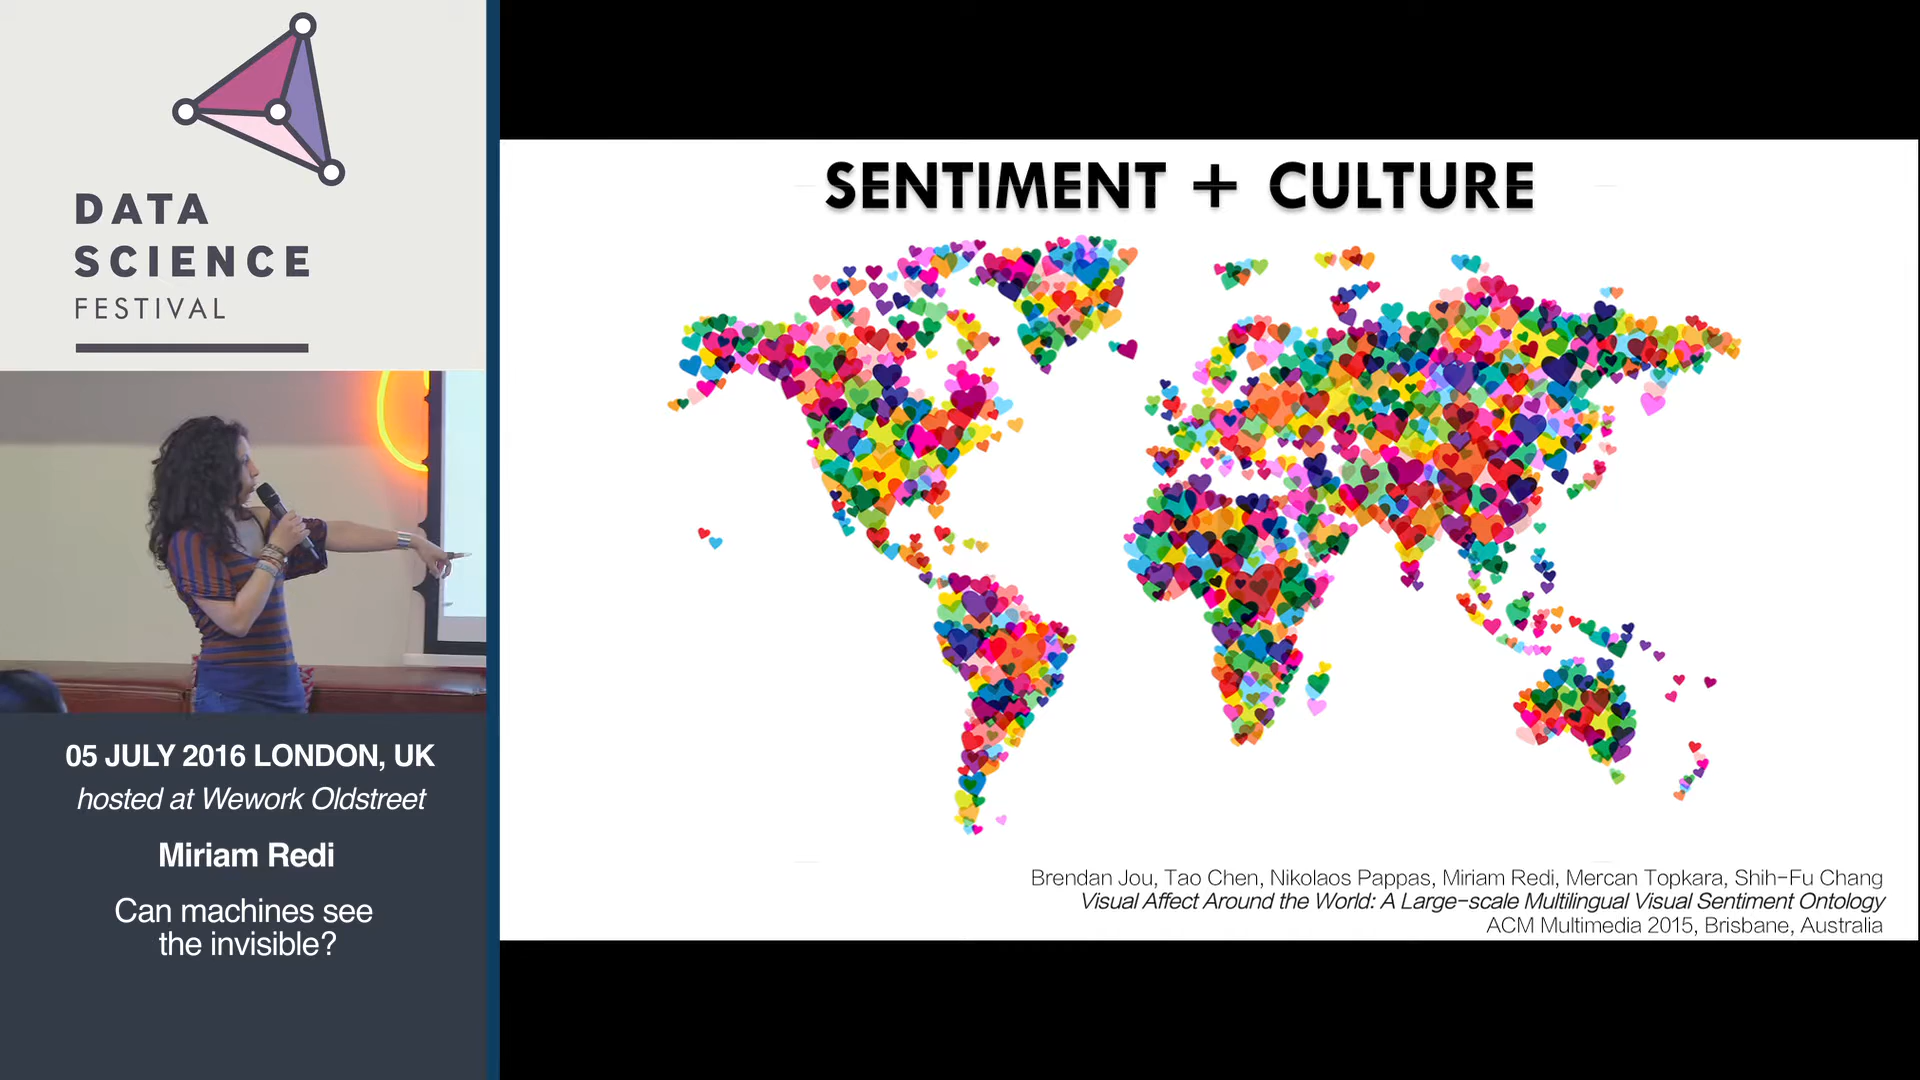 DATA
SCIENCE
FESTIVAL
05 JULY 2016 LONDON, UK
hosted at Wework Oldstreet
Miriam Redi
Can machines see
the invisible?
SENTIMENT + CULTURE
Brendan Jou, Tao Chen, Nikolaos Pappas, Miriam Redi, Mercan Topkara, Shih-Fu Chang
Visual Affect Around the World: A Large-scale Multilingual Visual Sentiment Ontology
ACM Multimedia 2015, Brisbane, Australia